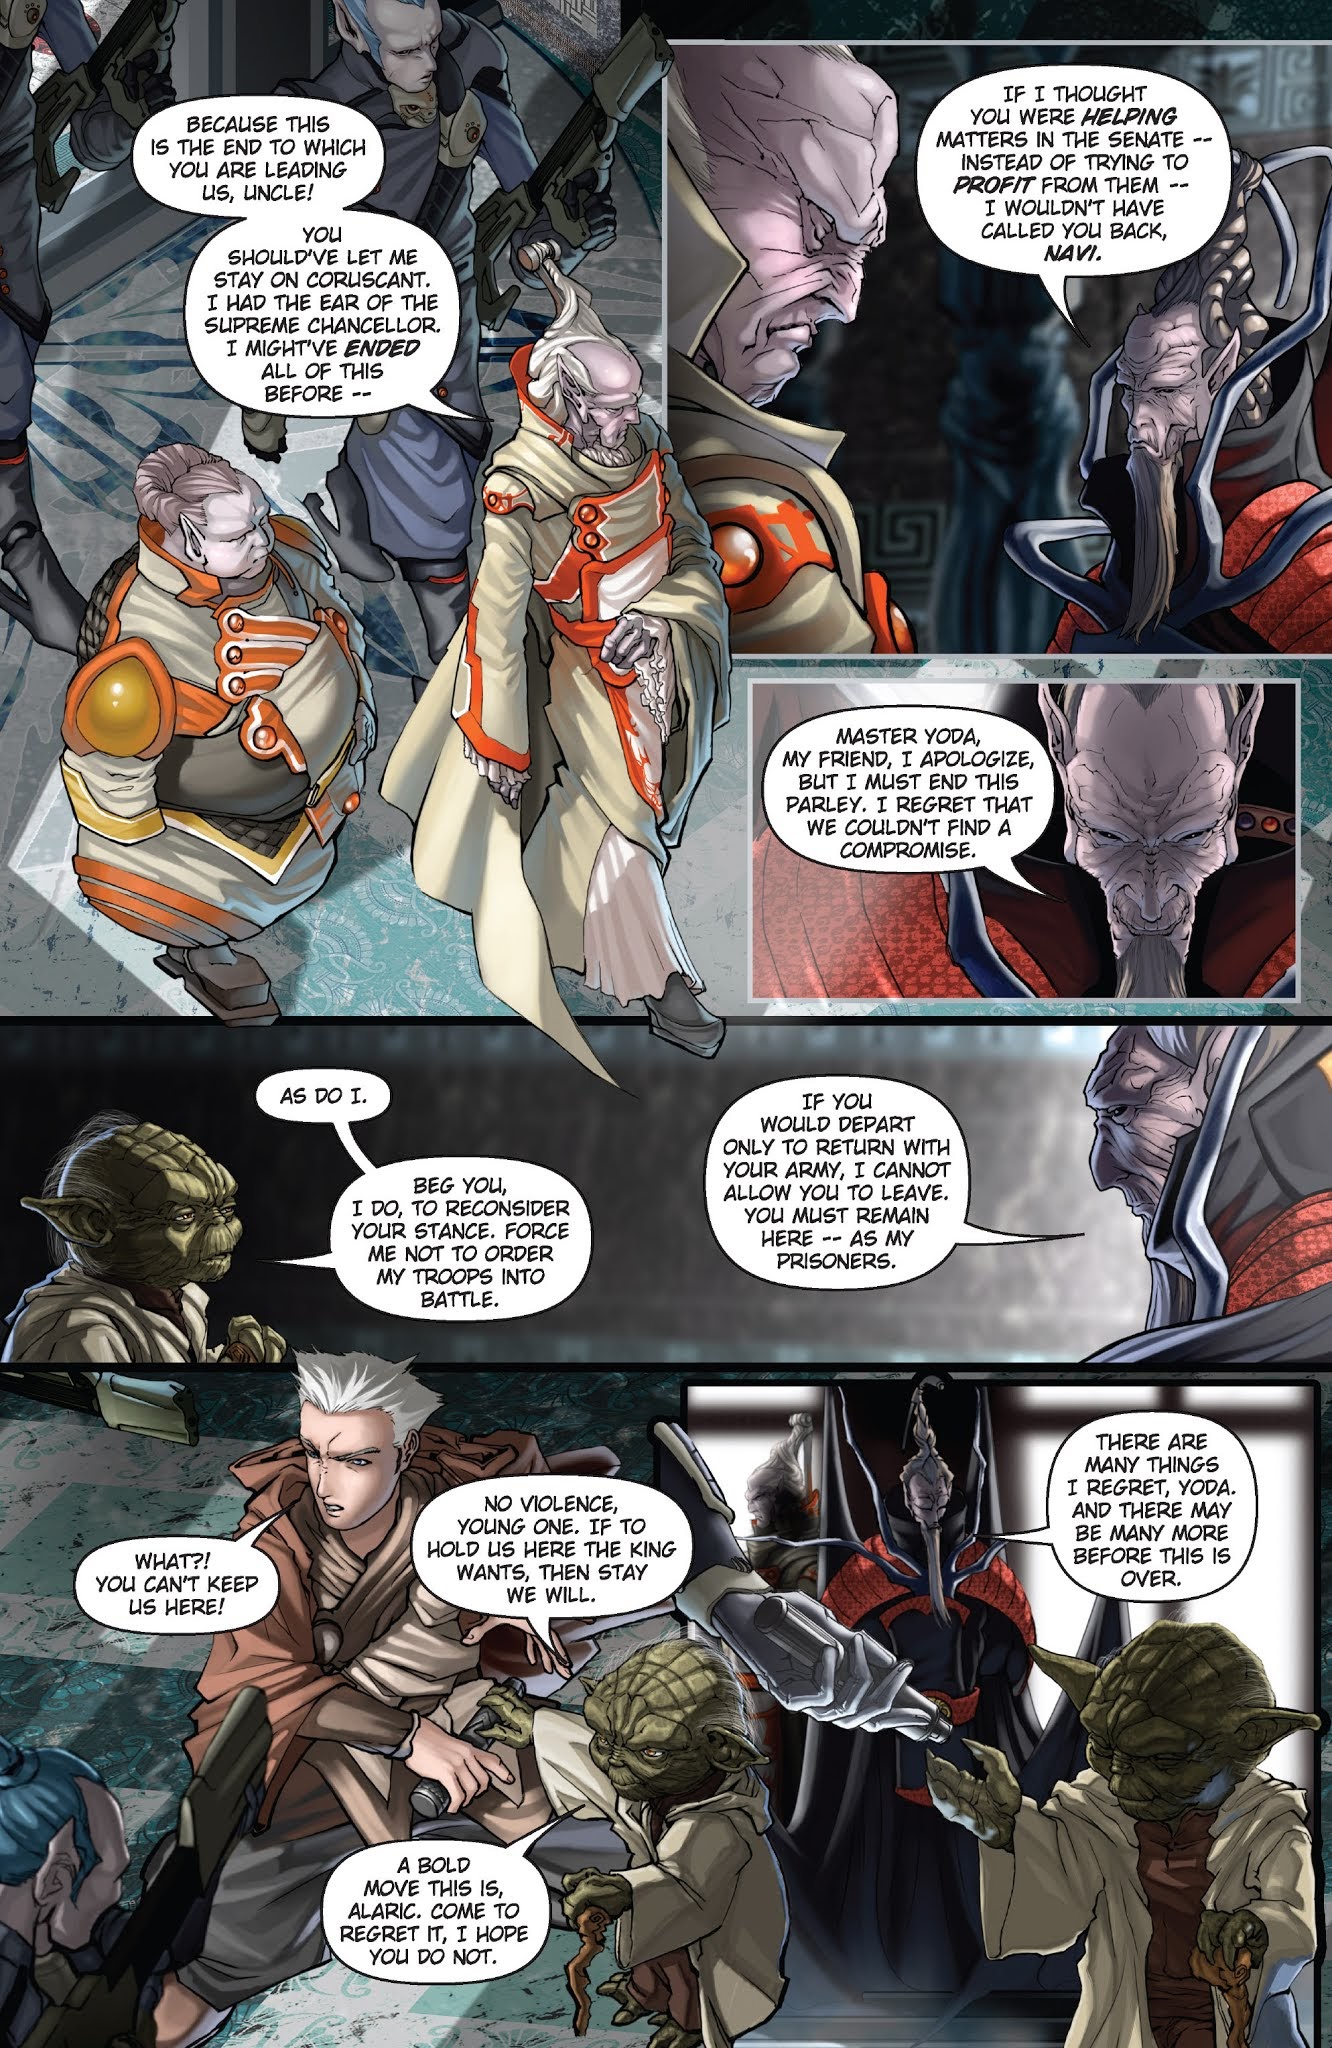 BECAUSE THIS
IS THE END TO WHICH
YOU ARE LEADING
US, UNCLE!
YOU
SHOULD'VE LET ME
STAY ON CORUSCANT.
I HAD THE EAR OF THE
SUPREME CHANCELLOR.
I MIGHT'VE ENDED
ALL OF THIS
BEFORE --
IF I THOUGHT
YOU WERE HELPING
MATTERS IN THE SENATE --
INSTEAD OF TRYING TO
PROFIT FROM THEM --
I WOULDN'T HAVE
CALLED YOU BACK,
NAVI.
MASTER YODA,
MY FRIEND, I APOLOGIZE,
BUT I MUST END THIS
PARLEY. I REGRET THAT
WE COULDN'T FIND A
COMPROMISE.
AS DO I.
BEG YOU,
I DO, TO RECONSIDER
YOUR STANCE. FORCE
ME NOT TO ORDER
MY TROOPS INTO
BATTLE.
IF YOU
WOULD DEPART
ONLY TO RETURN WITH
YOUR ARMY, I CANNOT
ALLOW YOU TO LEAVE.
YOU MUST REMAIN
HERE -- AS MY
PRISONERS.
WHAT?!
YOU CAN'T KEEP
US HERE!
NO VIOLENCE,
YOUNG ONE. IF TO
HOLD US HERE THE KING
WANTS, THEN STAY
WE WILL.
A BOLD
MOVE THIS IS,
ALARIC. COME TO
REGRET IT, I HOPE
YOU DO NOT.
THERE ARE
MANY THINGS
I REGRET, YODA.
AND THERE MAY
BE MANY MORE
BEFORE THIS IS
OVER.